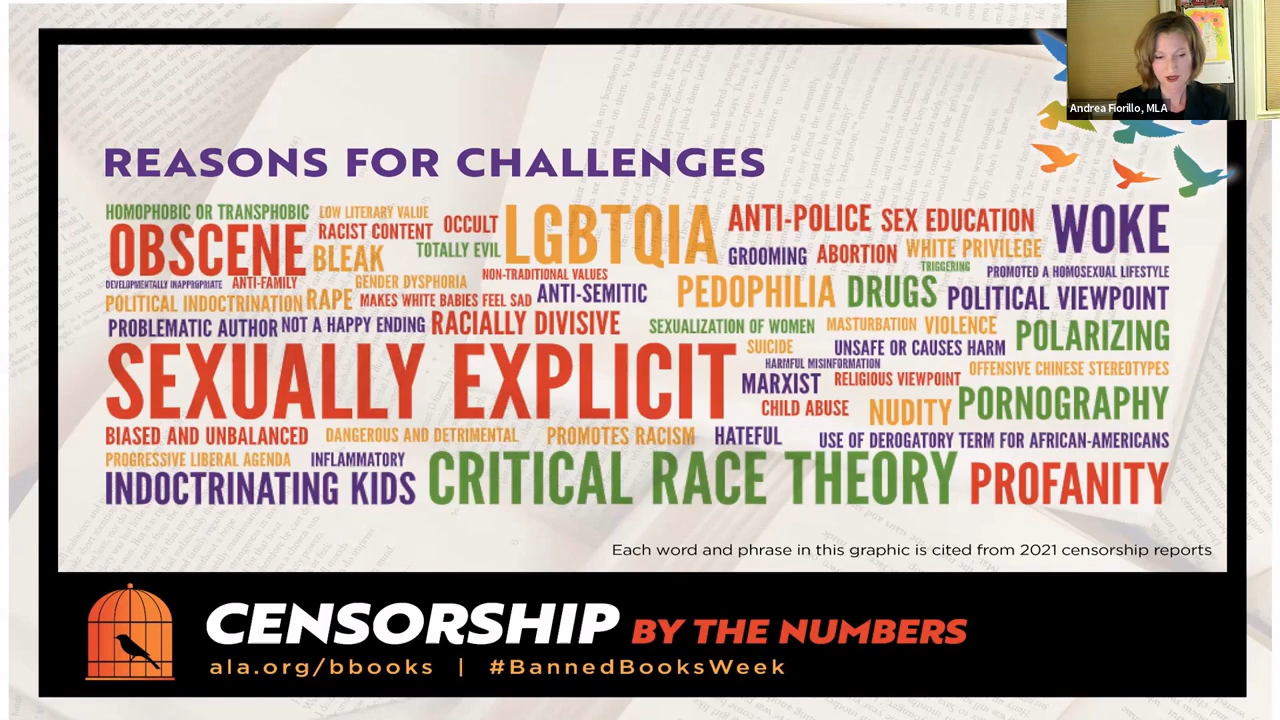 Andrea Fiorillo, MLA
REASONS FOR CHALLENGES
HOMOPHOBIC OR TRANSPHOBIC
LOW LITERARY VALUE
RACIST CONTENT
OCCULT
LGBTQIA
ANTI-POLICE
SEX EDUCATION
WOKE
OBSCENE
BLEAK
TOTALLY EVIL
GROOMING
ABORTION
WHITE PRIVILEGE
TRIGGERING
PROMOTED A HOMOSEXUAL LIFESTYLE
DEVELOPMENTALLY INAPPROPRIATE
ANTI-FAMILY
GENDER DYSPHORIA
NON-TRADITIONAL VALUES
POLITICAL INDOCTRINATION
RAPE
MAKES WHITE BABIES FEEL SAD
ANTI-SEMITIC
PEDOPHILIA
DRUGS
POLITICAL VIEWPOINT
PROBLEMATIC AUTHOR
NOT A HAPPY ENDING
RACIALLY DIVISIVE
SEXUALIZATION OF WOMEN
MASTURBATION
VIOLENCE
POLARIZING
SEXUALLY EXPLICIT
SUICIDE
UNSAFE OR CAUSES HARM
HARMFUL MISINFORMATION
OFFENSIVE CHINESE STEREOTYPES
MARXIST
RELIGIOUS VIEWPOINT
CHILD ABUSE
NUDITY
PORNOGRAPHY
BIASED AND UNBALANCED
DANGEROUS AND DETRIMENTAL
PROMOTES RACISM
HATEFUL
USE OF DEROGATORY TERM FOR AFRICAN-AMERICANS
PROGRESSIVE LIBERAL AGENDA
INFLAMMATORY
INDOCTRINATING KIDS
CRITICAL RACE THEORY
PROFANITY
Each word and phrase in this graphic is cited from 2021 censorship reports
CENSORSHIP BY THE NUMBERS
ala.org/bbooks | #BannedBooksWeek